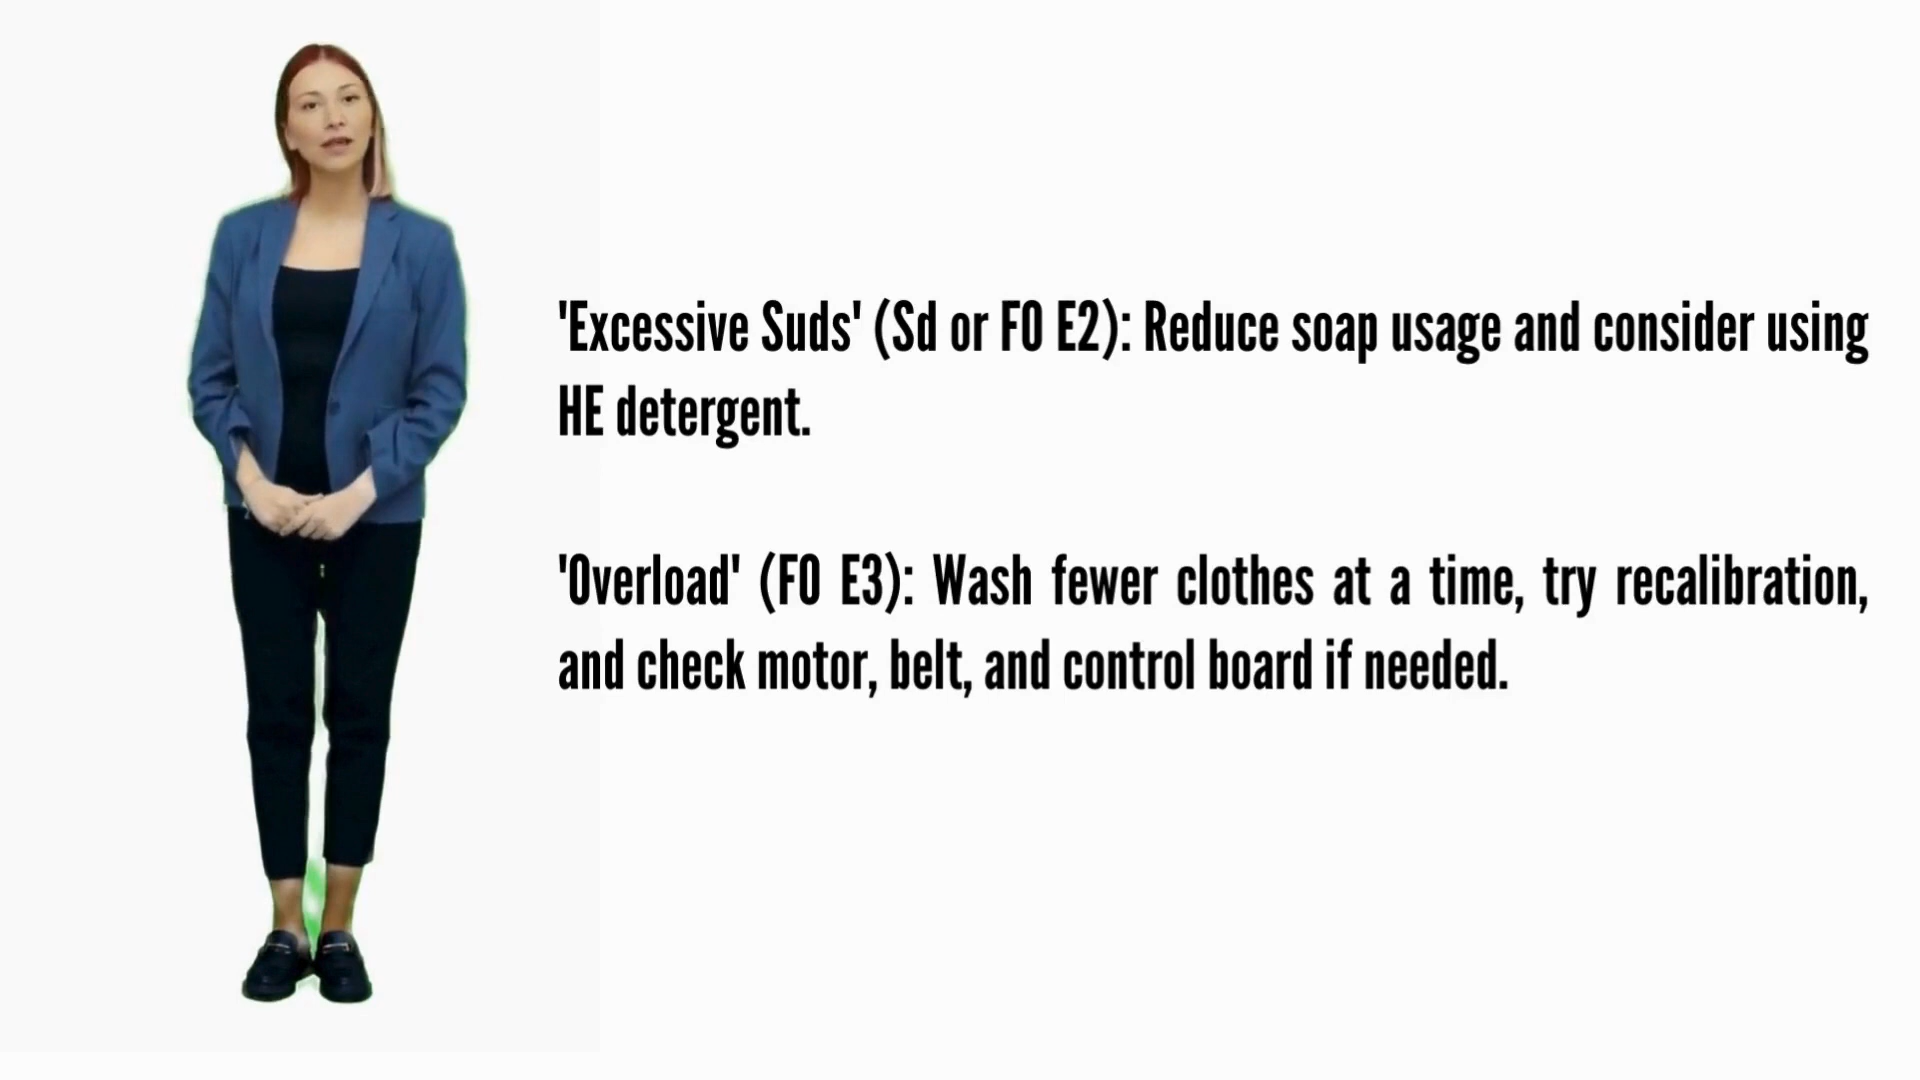 'Excessive Suds' (Sd or F0 E2): Reduce soap usage and consider using
HE detergent.
'Overload' (F0 E3): Wash fewer clothes at a time, try recalibration,
and check motor, belt, and control board if needed.